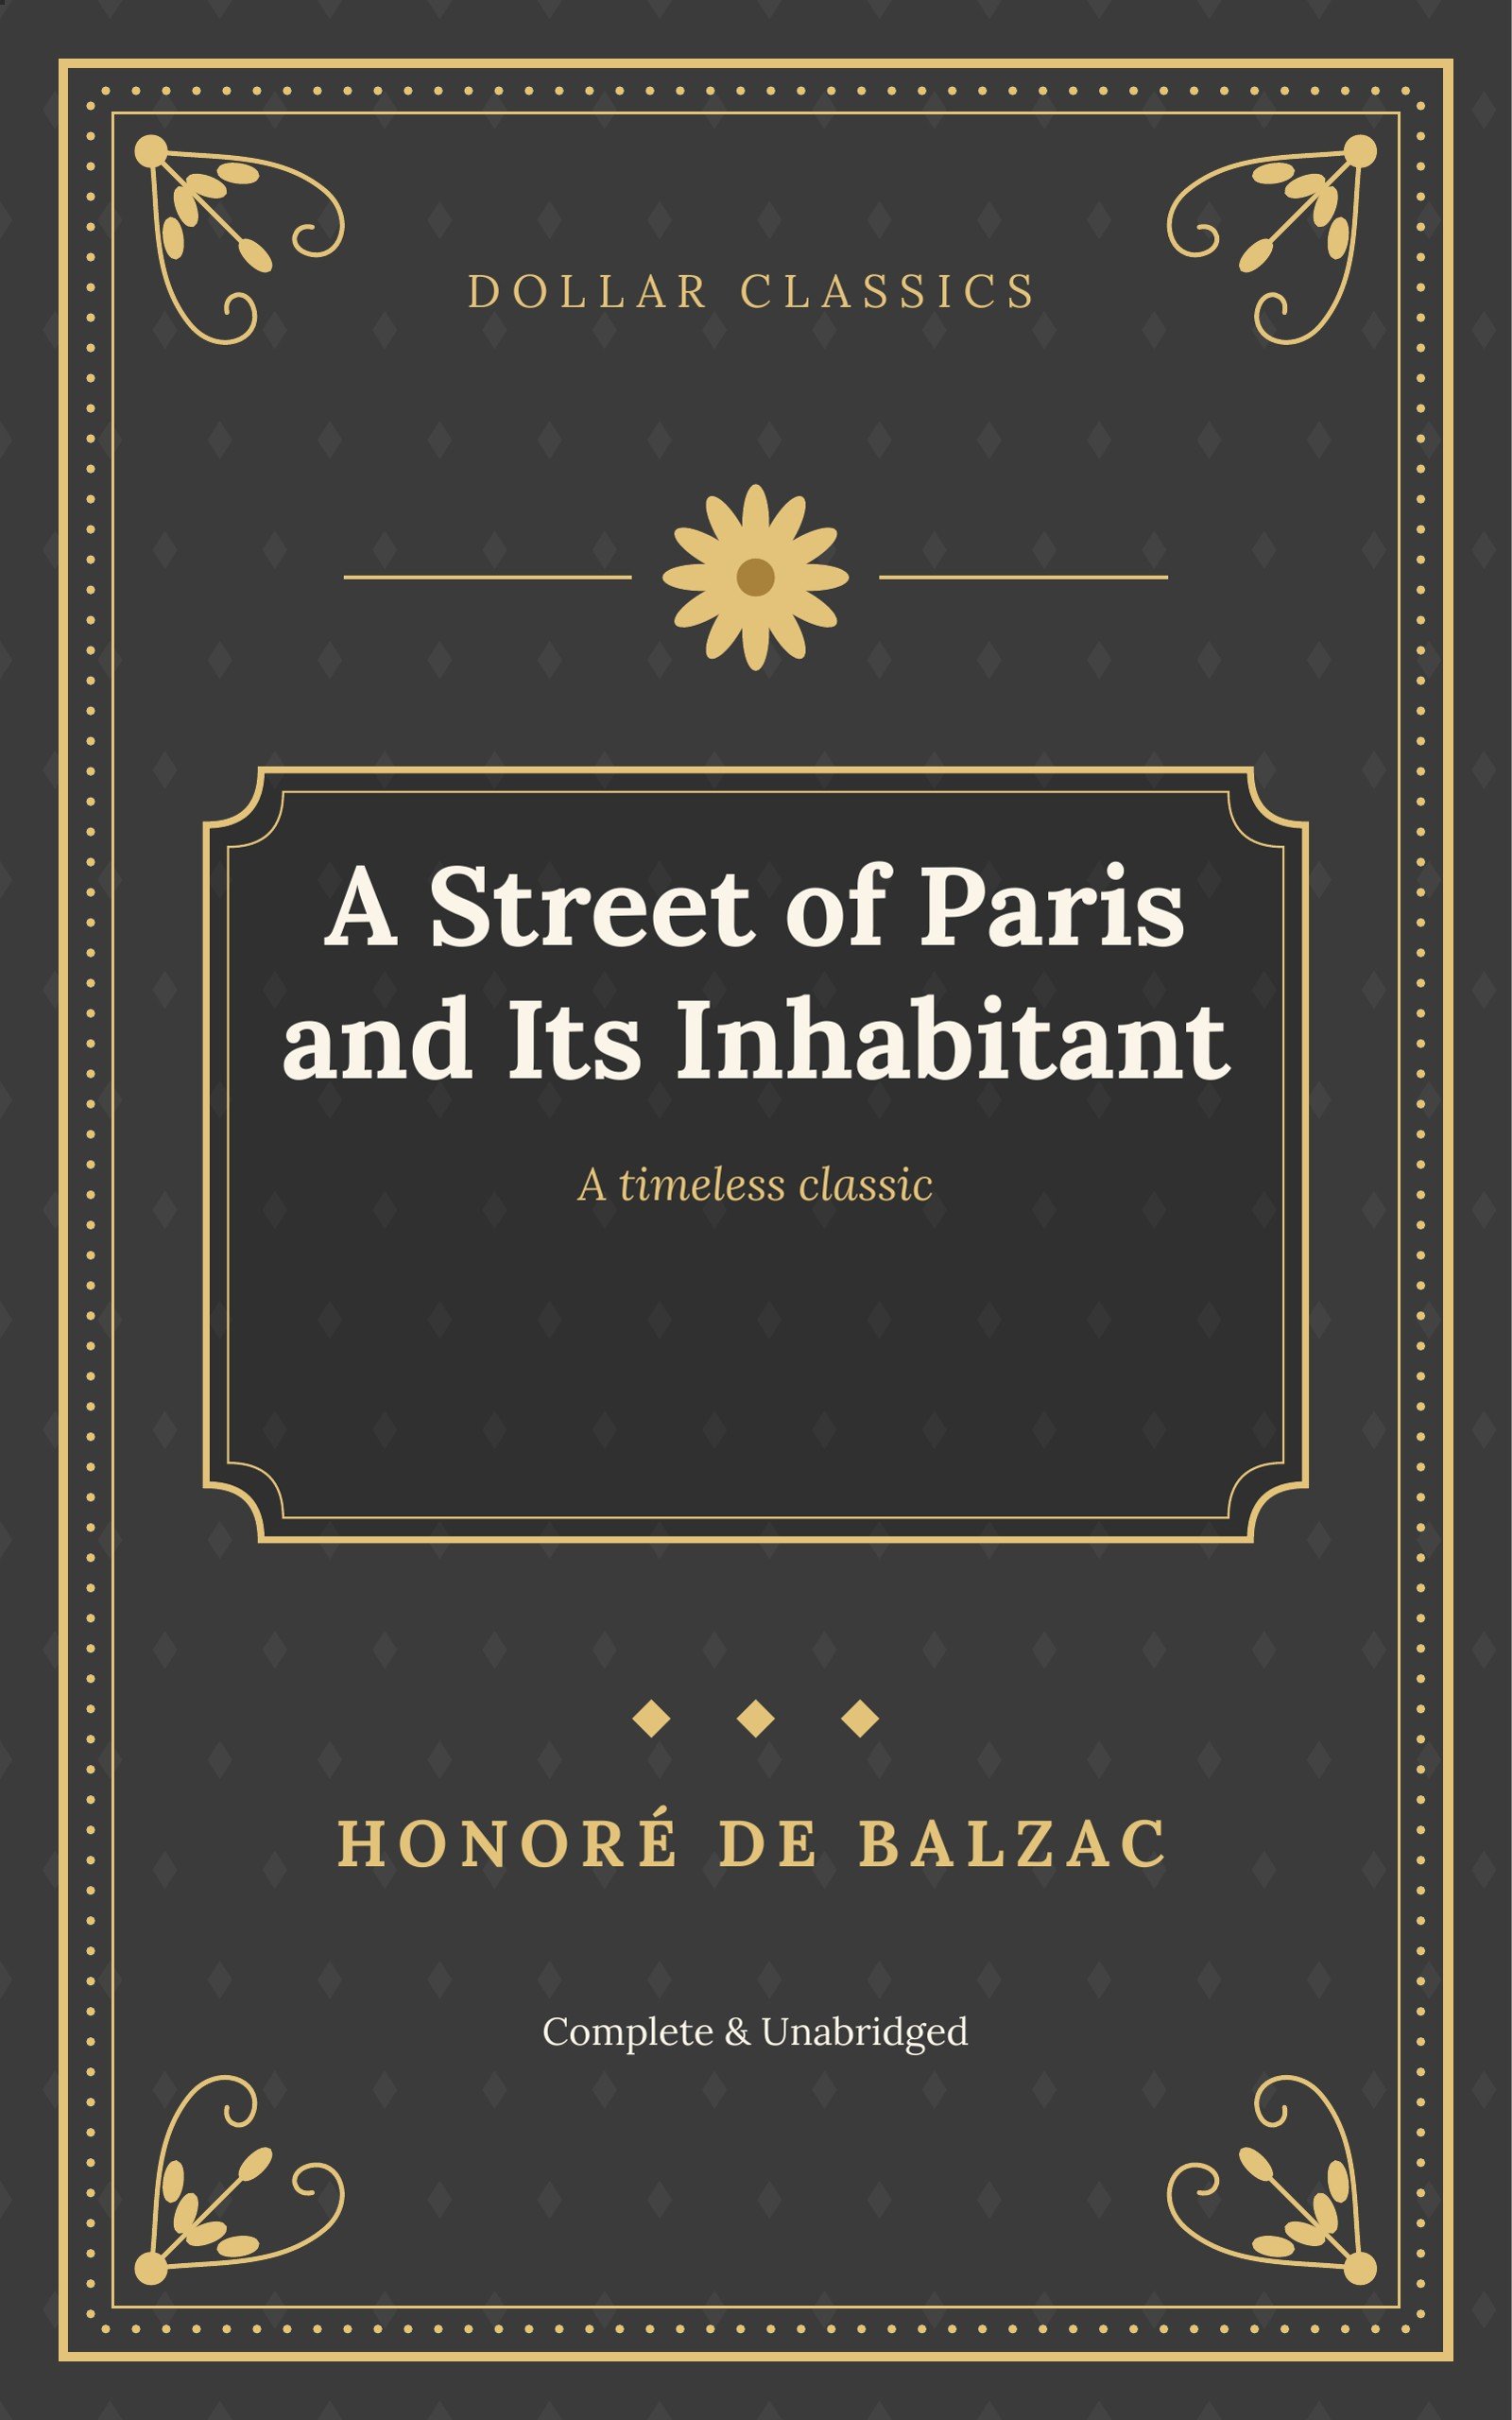 DOLLAR CLASSICS
A Street of Paris
and Its Inhabitant
A timeless classic
HONORÉ DE BALZAC
Complete & Unabridged